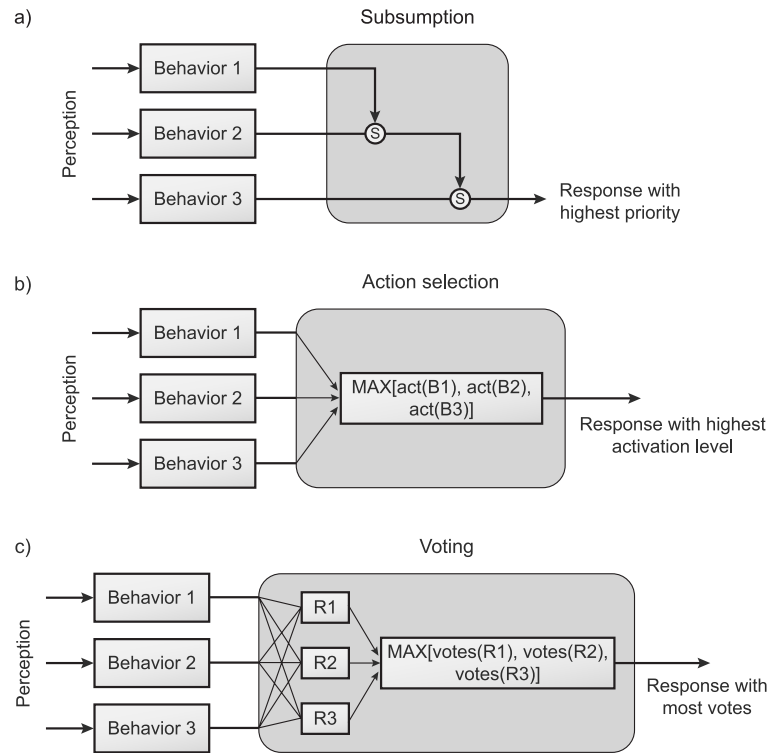 a)
Subsumption
Perception
Behavior 1
Behavior 2
Behavior 3
S
S
Response with
highest priority
b)
Action selection
Perception
Behavior 1
Behavior 2
Behavior 3
MAX[act(B1), act(B2),
act(B3)]
Response with highest
activation level
c)
Voting
Perception
Behavior 1
Behavior 2
Behavior 3
R1
R2
R3
MAX[votes(R1), votes(R2),
votes(R3)]
Response with
most votes